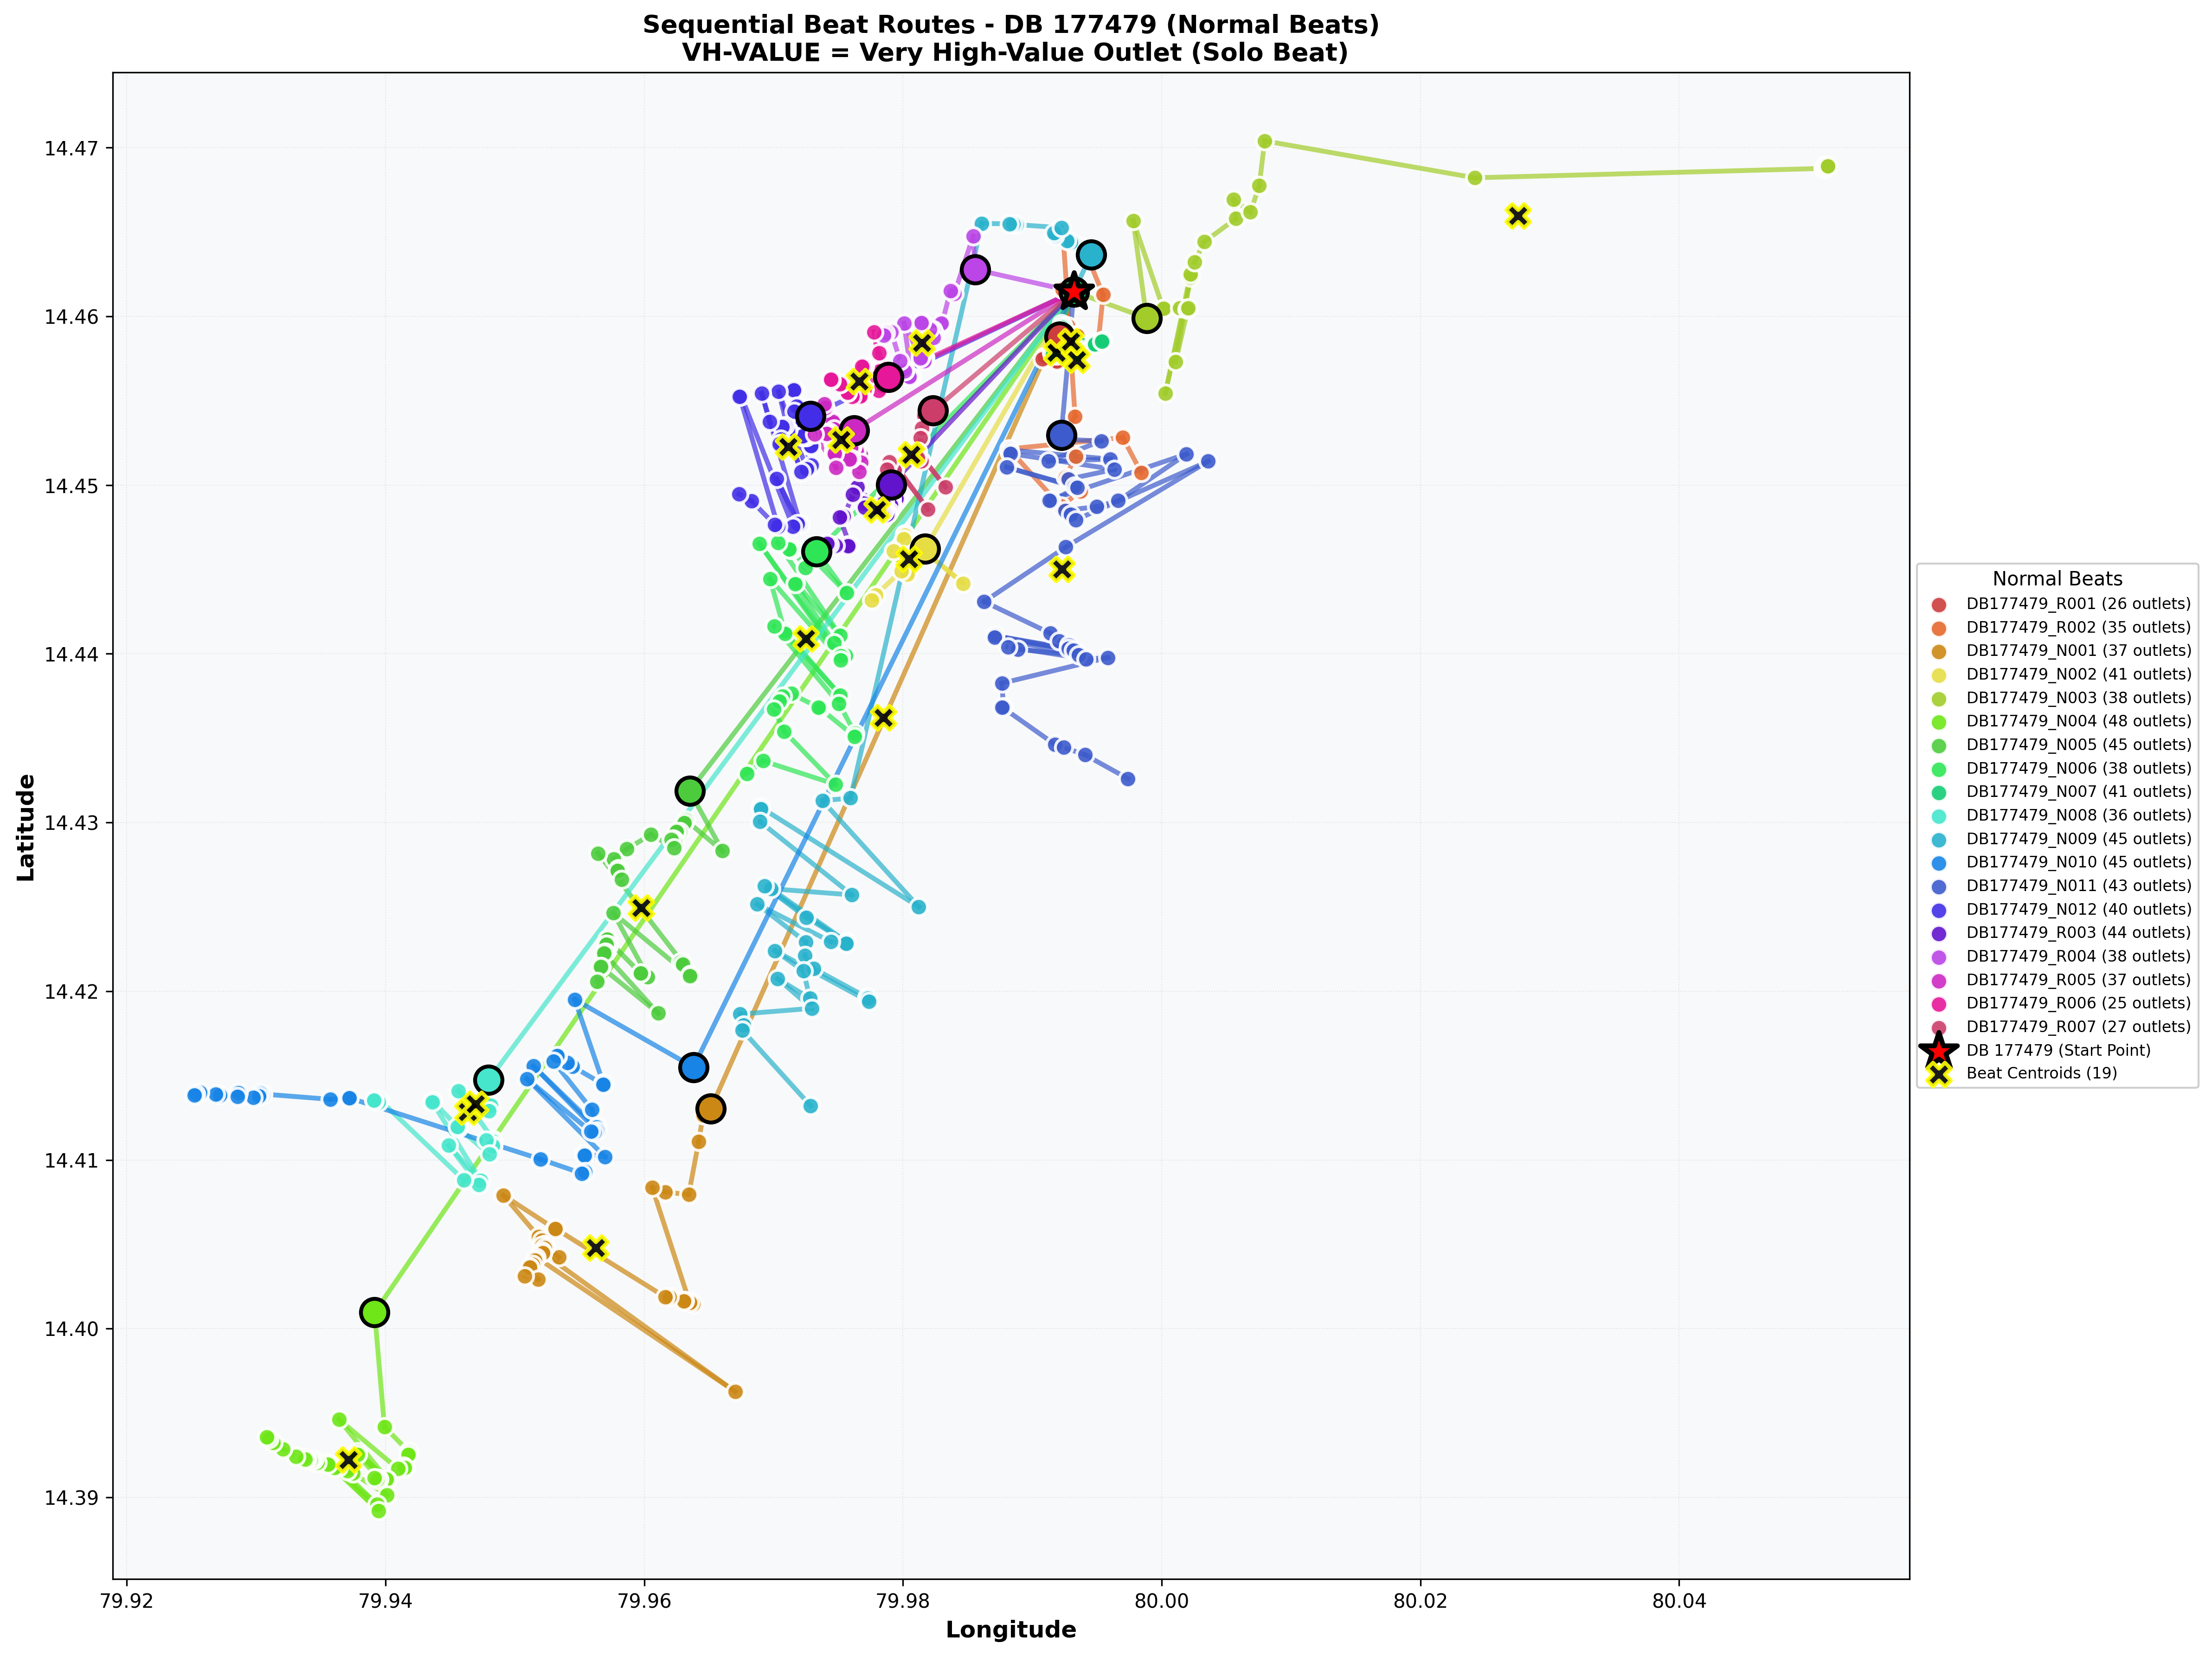 Sequential Beat Routes - DB 177479 (Normal Beats)
VH-VALUE = Very High-Value Outlet (Solo Beat)
14.47
14.46
14.45
14.44
14.43
14.42
14.41
14.40
14.39
Latitude
79.92
79.94
79.96
79.98
80.00
80.02
80.04
Longitude
Normal Beats
DB177479_R001 (26 outlets)
DB177479_R002 (35 outlets)
DB177479_N001 (37 outlets)
DB177479_N002 (41 outlets)
DB177479_N003 (38 outlets)
DB177479_N004 (48 outlets)
DB177479_N005 (45 outlets)
DB177479_N006 (38 outlets)
DB177479_N007 (41 outlets)
DB177479_N008 (36 outlets)
DB177479_N009 (45 outlets)
DB177479_N010 (45 outlets)
DB177479_N011 (43 outlets)
DB177479_N012 (40 outlets)
DB177479_R003 (44 outlets)
DB177479_R004 (38 outlets)
DB177479_R005 (37 outlets)
DB177479_R006 (25 outlets)
DB177479_R007 (27 outlets)
DB 177479 (Start Point)
Beat Centroids (19)